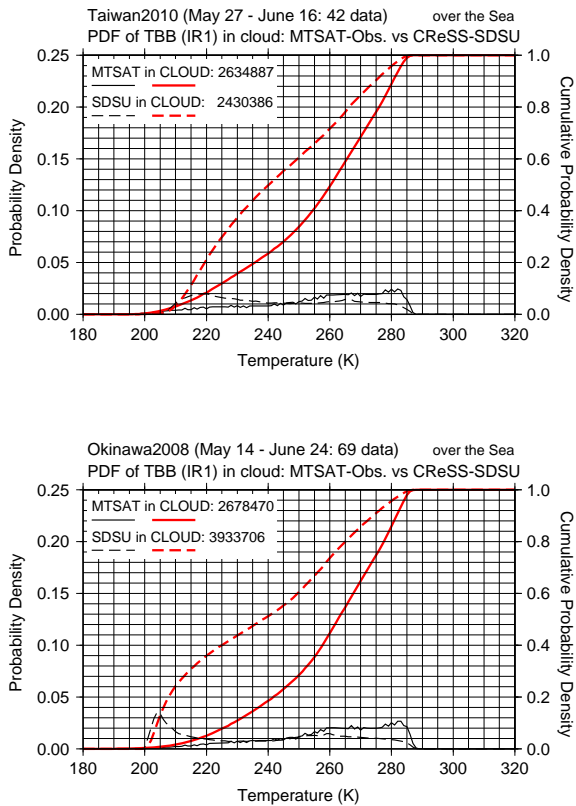 Taiwan2010 (May 27 - June 16: 42 data) over the Sea
PDF of TBB (IR1) in cloud: MTSAT-Obs. vs CReSS-SDSU
MTSAT in CLOUD: 2634887
SDSU in CLOUD: 2430386
0.25
0.20
0.15
0.10
0.05
0.00
Probability Density
1.0
0.8
0.6
0.4
0.2
0.0
Cumulative Probability Density
180 200 220 240 260 280 300 320
Temperature (K)
Okinawa2008 (May 14 - June 24: 69 data) over the Sea
PDF of TBB (IR1) in cloud: MTSAT-Obs. vs CReSS-SDSU
MTSAT in CLOUD: 2678470
SDSU in CLOUD: 3933706
0.25
0.20
0.15
0.10
0.05
0.00
Probability Density
1.0
0.8
0.6
0.4
0.2
0.0
Cumulative Probability Density
180 200 220 240 260 280 300 320
Temperature (K)